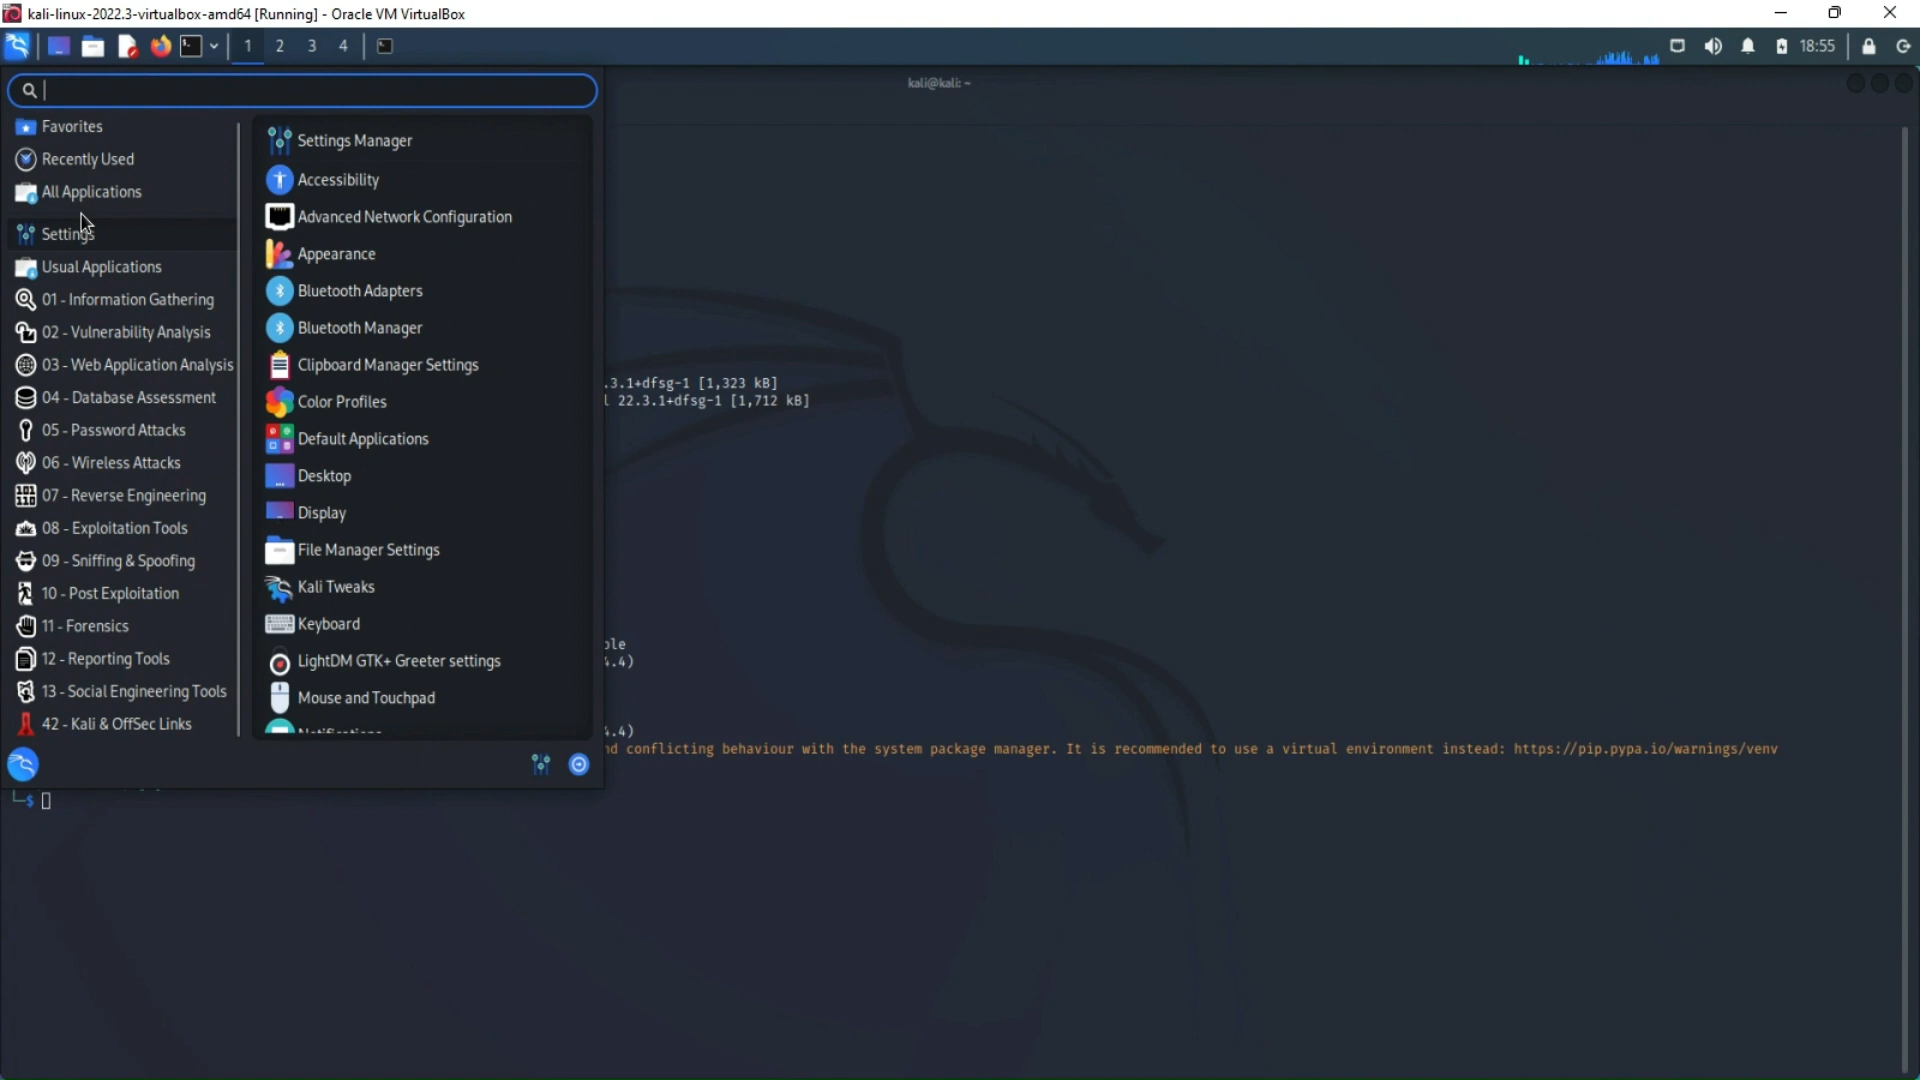 kali-linux-2022.3-virtualbox-amd64 [Running] - Oracle VM VirtualBox
1 2 3 4 18:55
kali@kali: ~
Favorites
Recently Used
All Applications
Settings
Usual Applications
01 - Information Gathering
02 - Vulnerability Analysis
03 - Web Application Analysis
04 - Database Assessment
05 - Password Attacks
06 - Wireless Attacks
07 - Reverse Engineering
08 - Exploitation Tools
09 - Sniffing & Spoofing
10 - Post Exploitation
11 - Forensics
12 - Reporting Tools
13 - Social Engineering Tools
42 - Kali & OffSec Links
Settings Manager
Accessibility
Advanced Network Configuration
Appearance
Bluetooth Adapters
Bluetooth Manager
Clipboard Manager Settings
Color Profiles
Default Applications
Desktop
Display
File Manager Settings
Kali Tweaks
Keyboard
LightDM GTK+ Greeter settings
Mouse and Touchpad
.3.1+dfsg-1 [1,323 kB]
22.3.1+dfsg-1 [1,712 kB]
.4)
.4)
conflicting behaviour with the system package manager. It is recommended to use a virtual environment instead: https://pip.pypa.io/warnings/venv
$